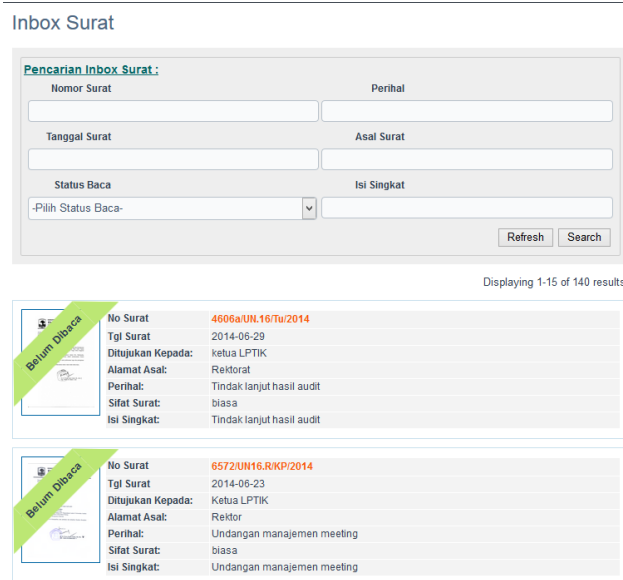 Inbox Surat
Pencarian Inbox Surat :
Nomor Surat Perihal
Tanggal Surat Asal Surat
Status Baca Isi Singkat
-Pilih Status Baca-
Refresh Search
Displaying 1-15 of 140 results
Belum Dibaca
No Surat 4606a/UN.16/Tu/2014
Tgl Surat 2014-06-29
Ditujukan Kepada: ketua LPTIK
Alamat Asal: Rektorat
Perihal: Tindak lanjut hasil audit
Sifat Surat: biasa
Isi Singkat: Tindak lanjut hasil audit
Belum Dibaca
No Surat 6572/UN16.R/KP/2014
Tgl Surat 2014-06-23
Ditujukan Kepada: Ketua LPTIK
Alamat Asal: Rektor
Perihal: Undangan manajemen meeting
Sifat Surat: biasa
Isi Singkat: Undangan manajemen meeting